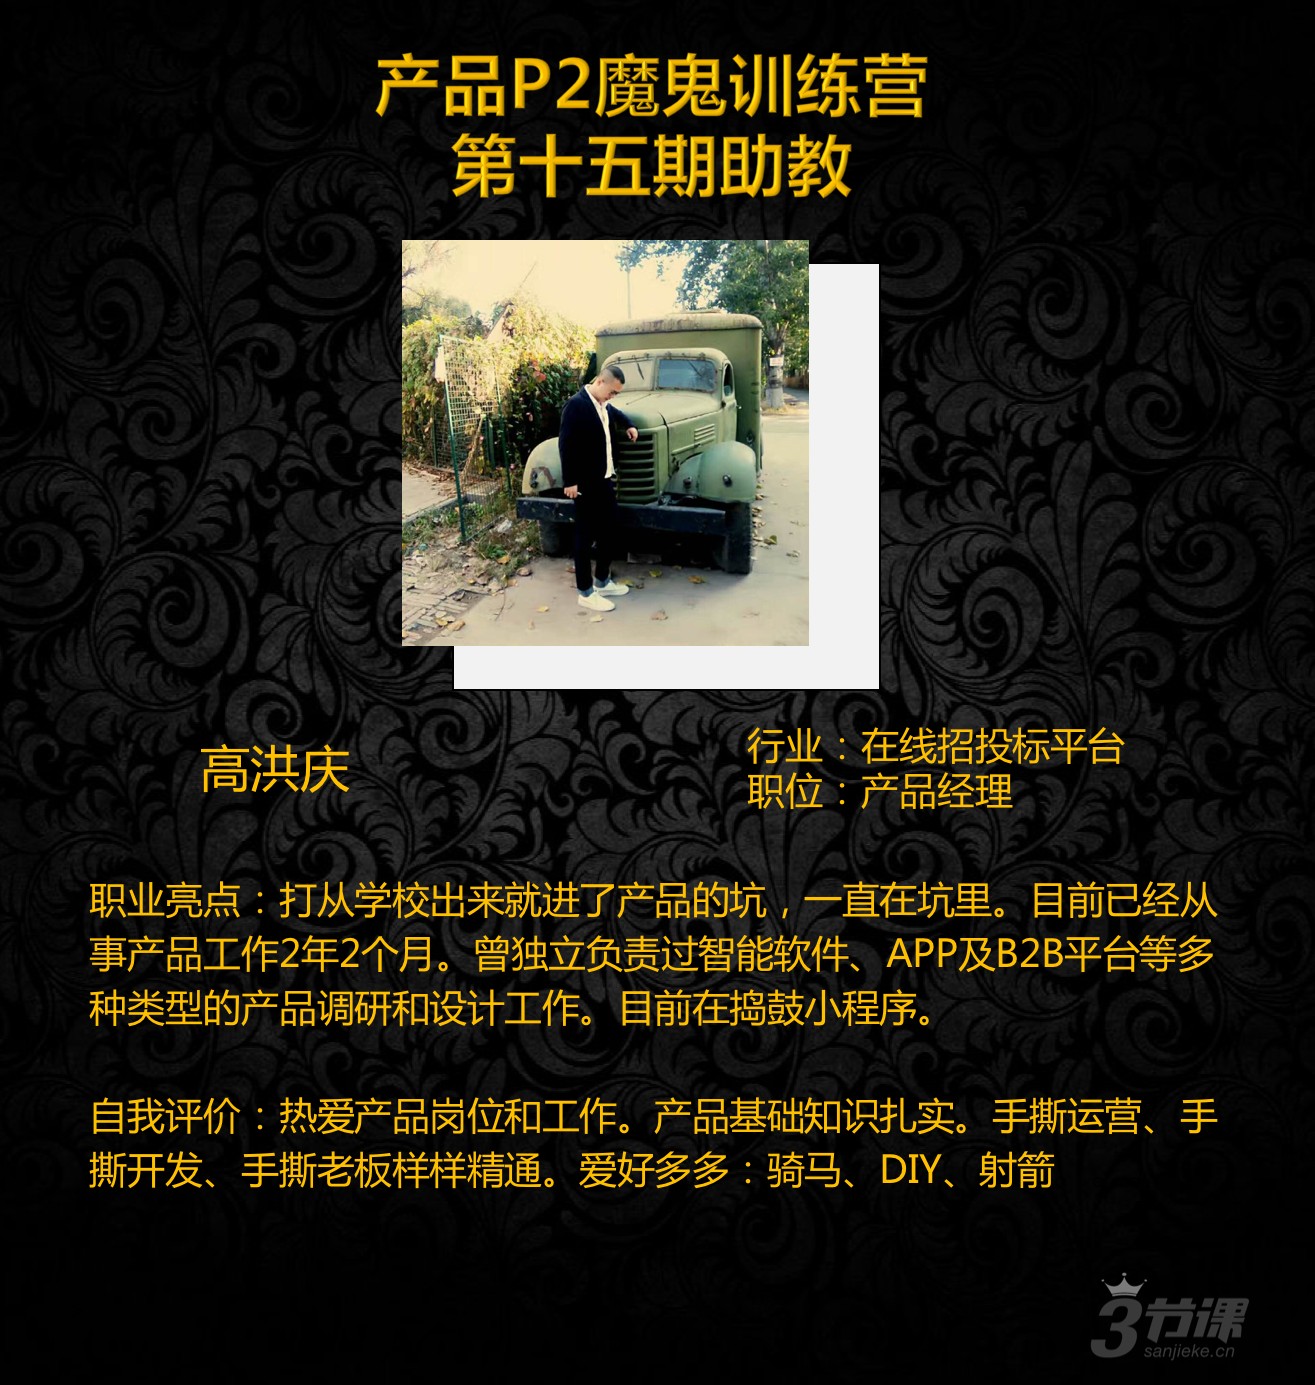 产品P2魔鬼训练营
第十五期助教
高洪庆
行业：在线招投标平台
职位：产品经理
职业亮点：打从学校出来就进了产品的坑，一直在坑里。目前已经从
事产品工作2年2个月。曾独立负责过智能软件、APP及B2B平台等多
种类型的产品调研和设计工作。目前在捣鼓小程序。
自我评价：热爱产品岗位和工作。产品基础知识扎实。手撕运营、手
撕开发、手撕老板样样精通。爱好多多：骑马、DIY、射箭
3节课
sanjieke.cn